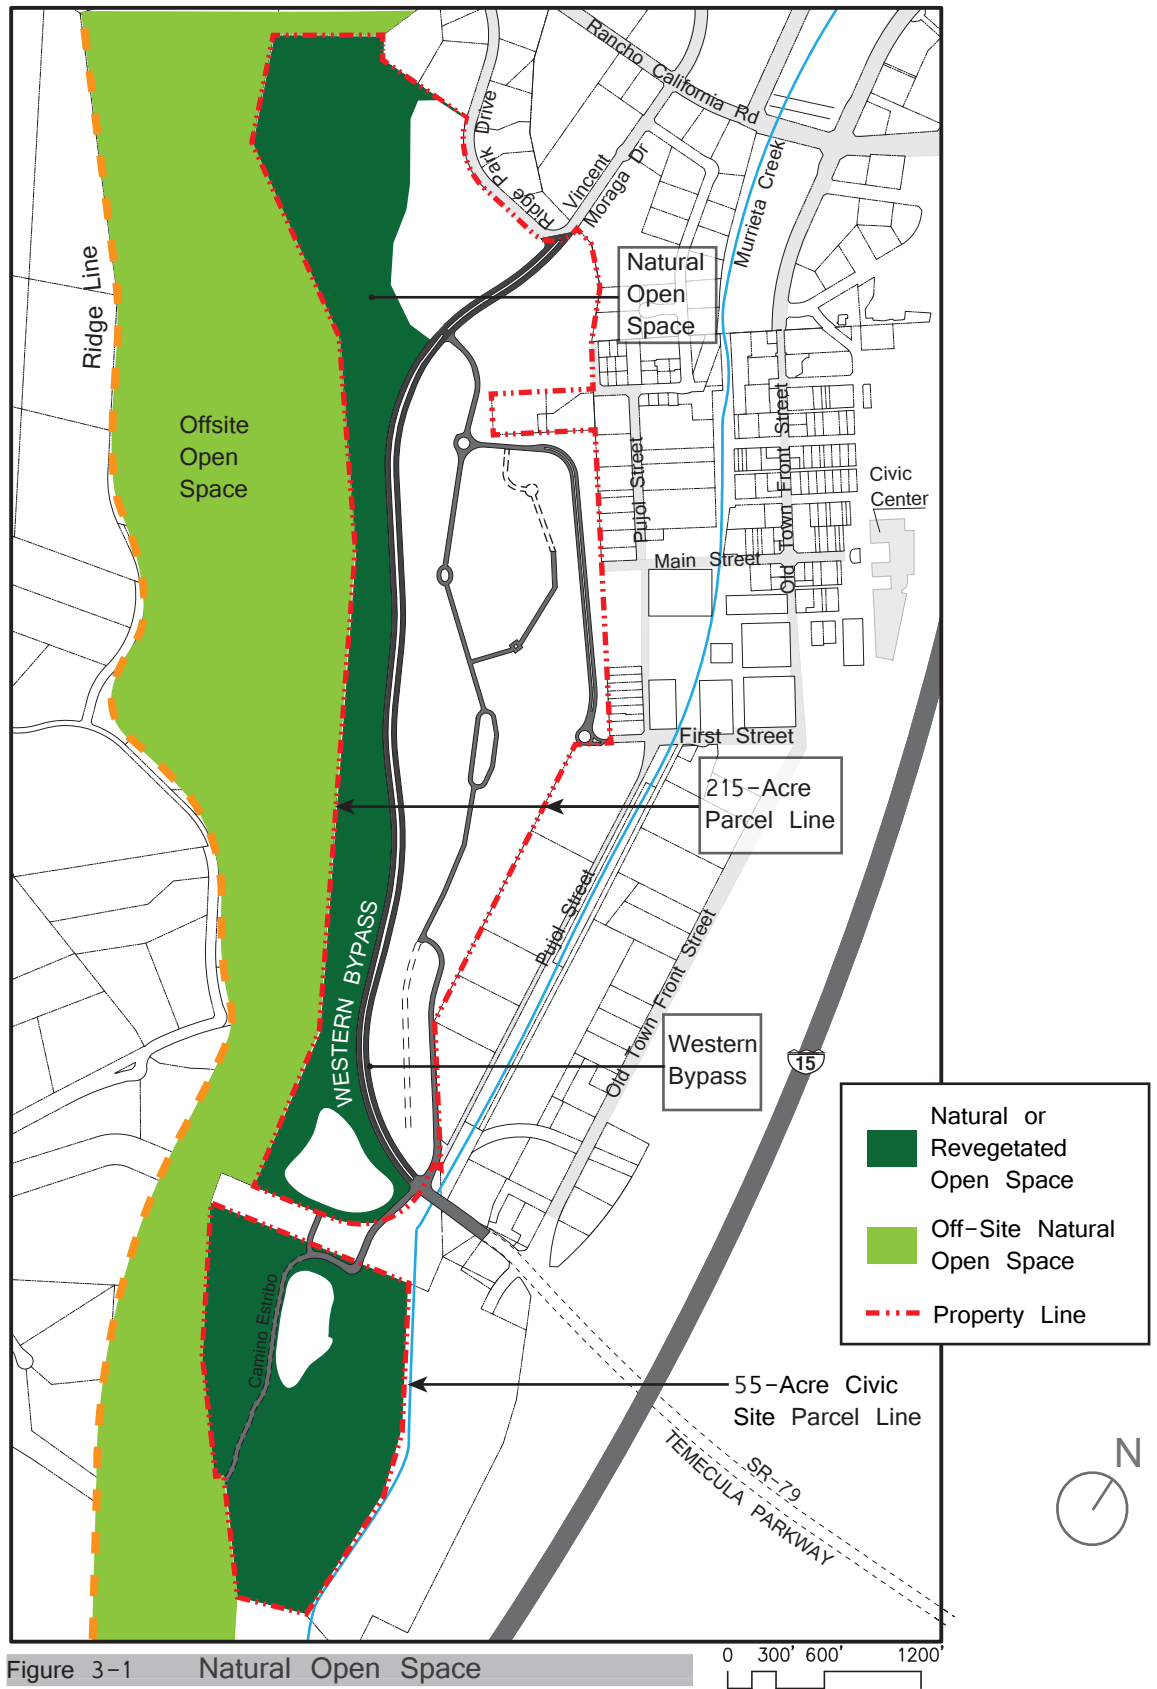 Rancho California Rd
Ridge Park Drive
Vincent
Moraga Dr
Murrieta Creek
Ridge Line
Natural
Open
Space
Offsite
Open
Space
Pujol Street
Old Town Front Street
Civic
Center
Main Street
First Street
215-Acre
Parcel Line
WESTERN BYPASS
Pujol Street
Old Town Front Street
Western
Bypass
15
Natural or
Revegetated
Open Space
Off-Site Natural
Open Space
Property Line
Camino Estribo
55-Acre Civic
Site Parcel Line
SR-79
TEMECULA PARKWAY
N
Figure 3-1 Natural Open Space
0 300' 600' 1200'